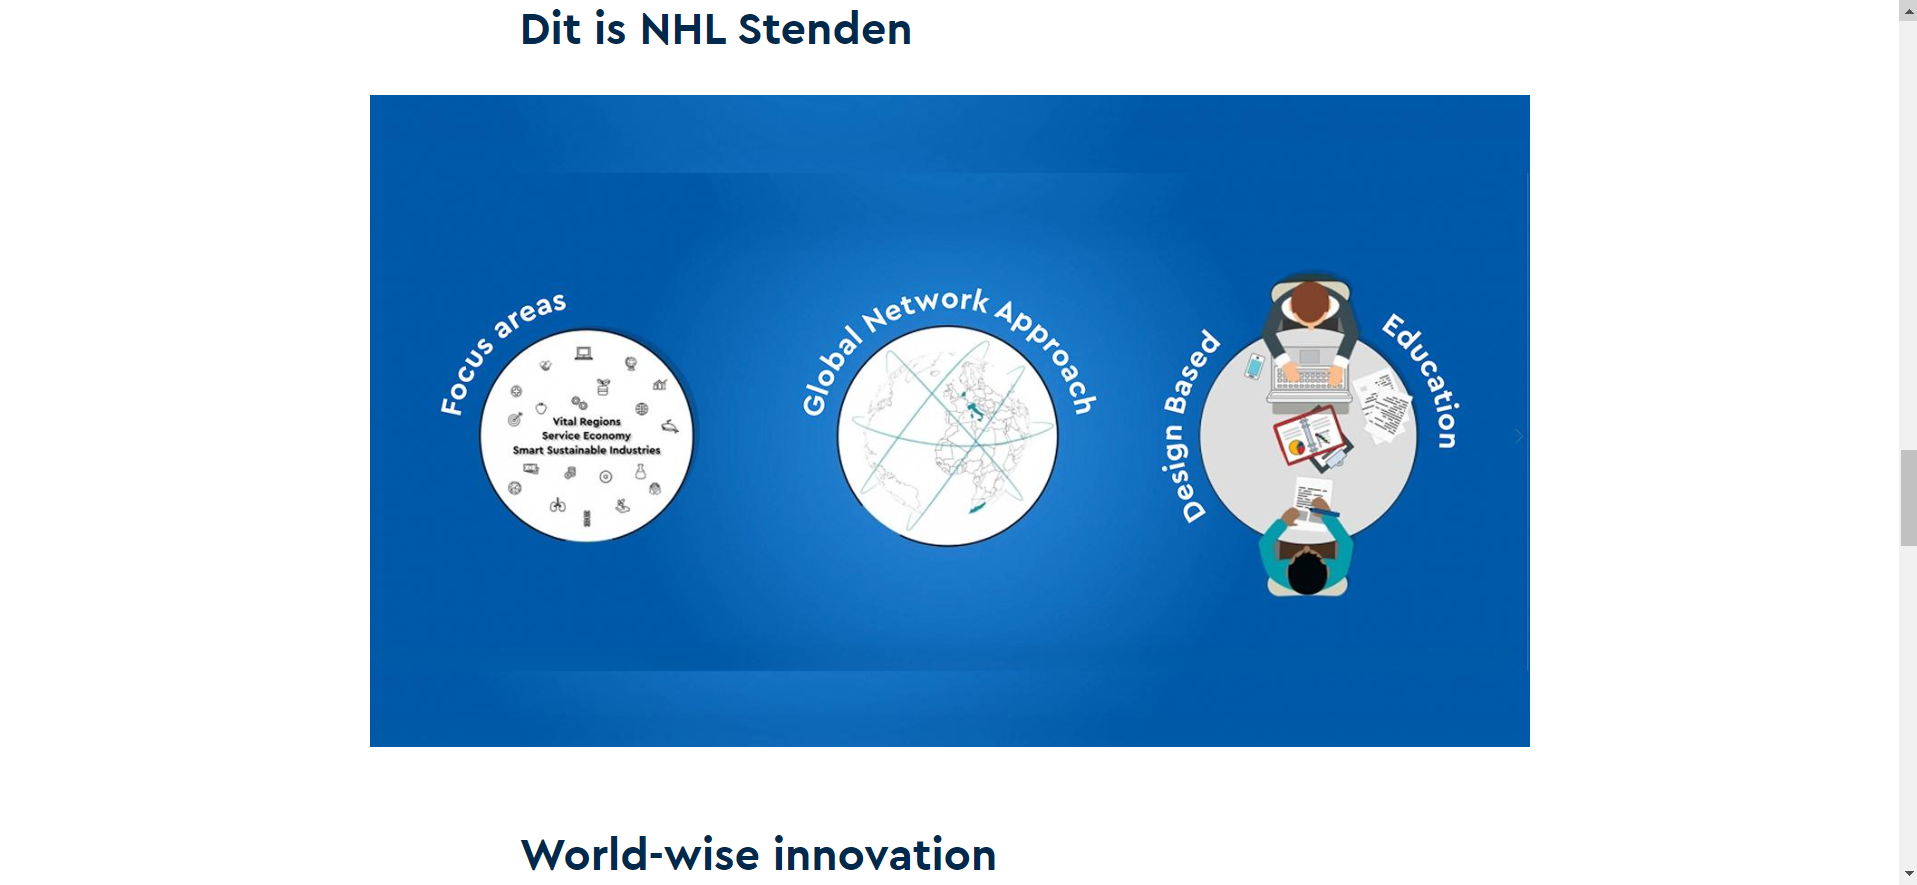 Dit is NHL Stenden
Focus areas
Vital Regions
Service Economy
Smart Sustainable Industries
Global Network Approach
Design Based Education
World-wise innovation